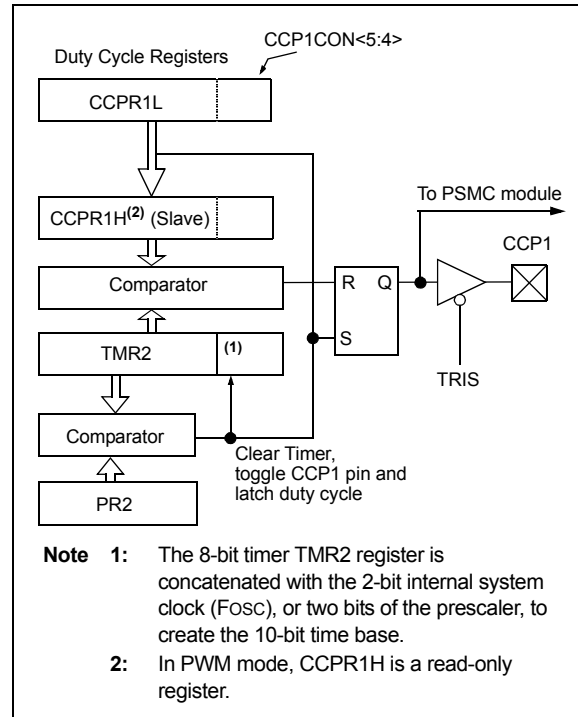 CCP1CON<5:4>
Duty Cycle Registers
CCPR1L
CCPR1H(2) (Slave)
To PSMC module
CCP1
Comparator
R Q
S
TMR2 (1)
TRIS
Comparator
Clear Timer,
toggle CCP1 pin and
latch duty cycle
PR2
Note 1: The 8-bit timer TMR2 register is
concatenated with the 2-bit internal system
clock (FOSC), or two bits of the prescaler, to
create the 10-bit time base.
2: In PWM mode, CCPR1H is a read-only
register.